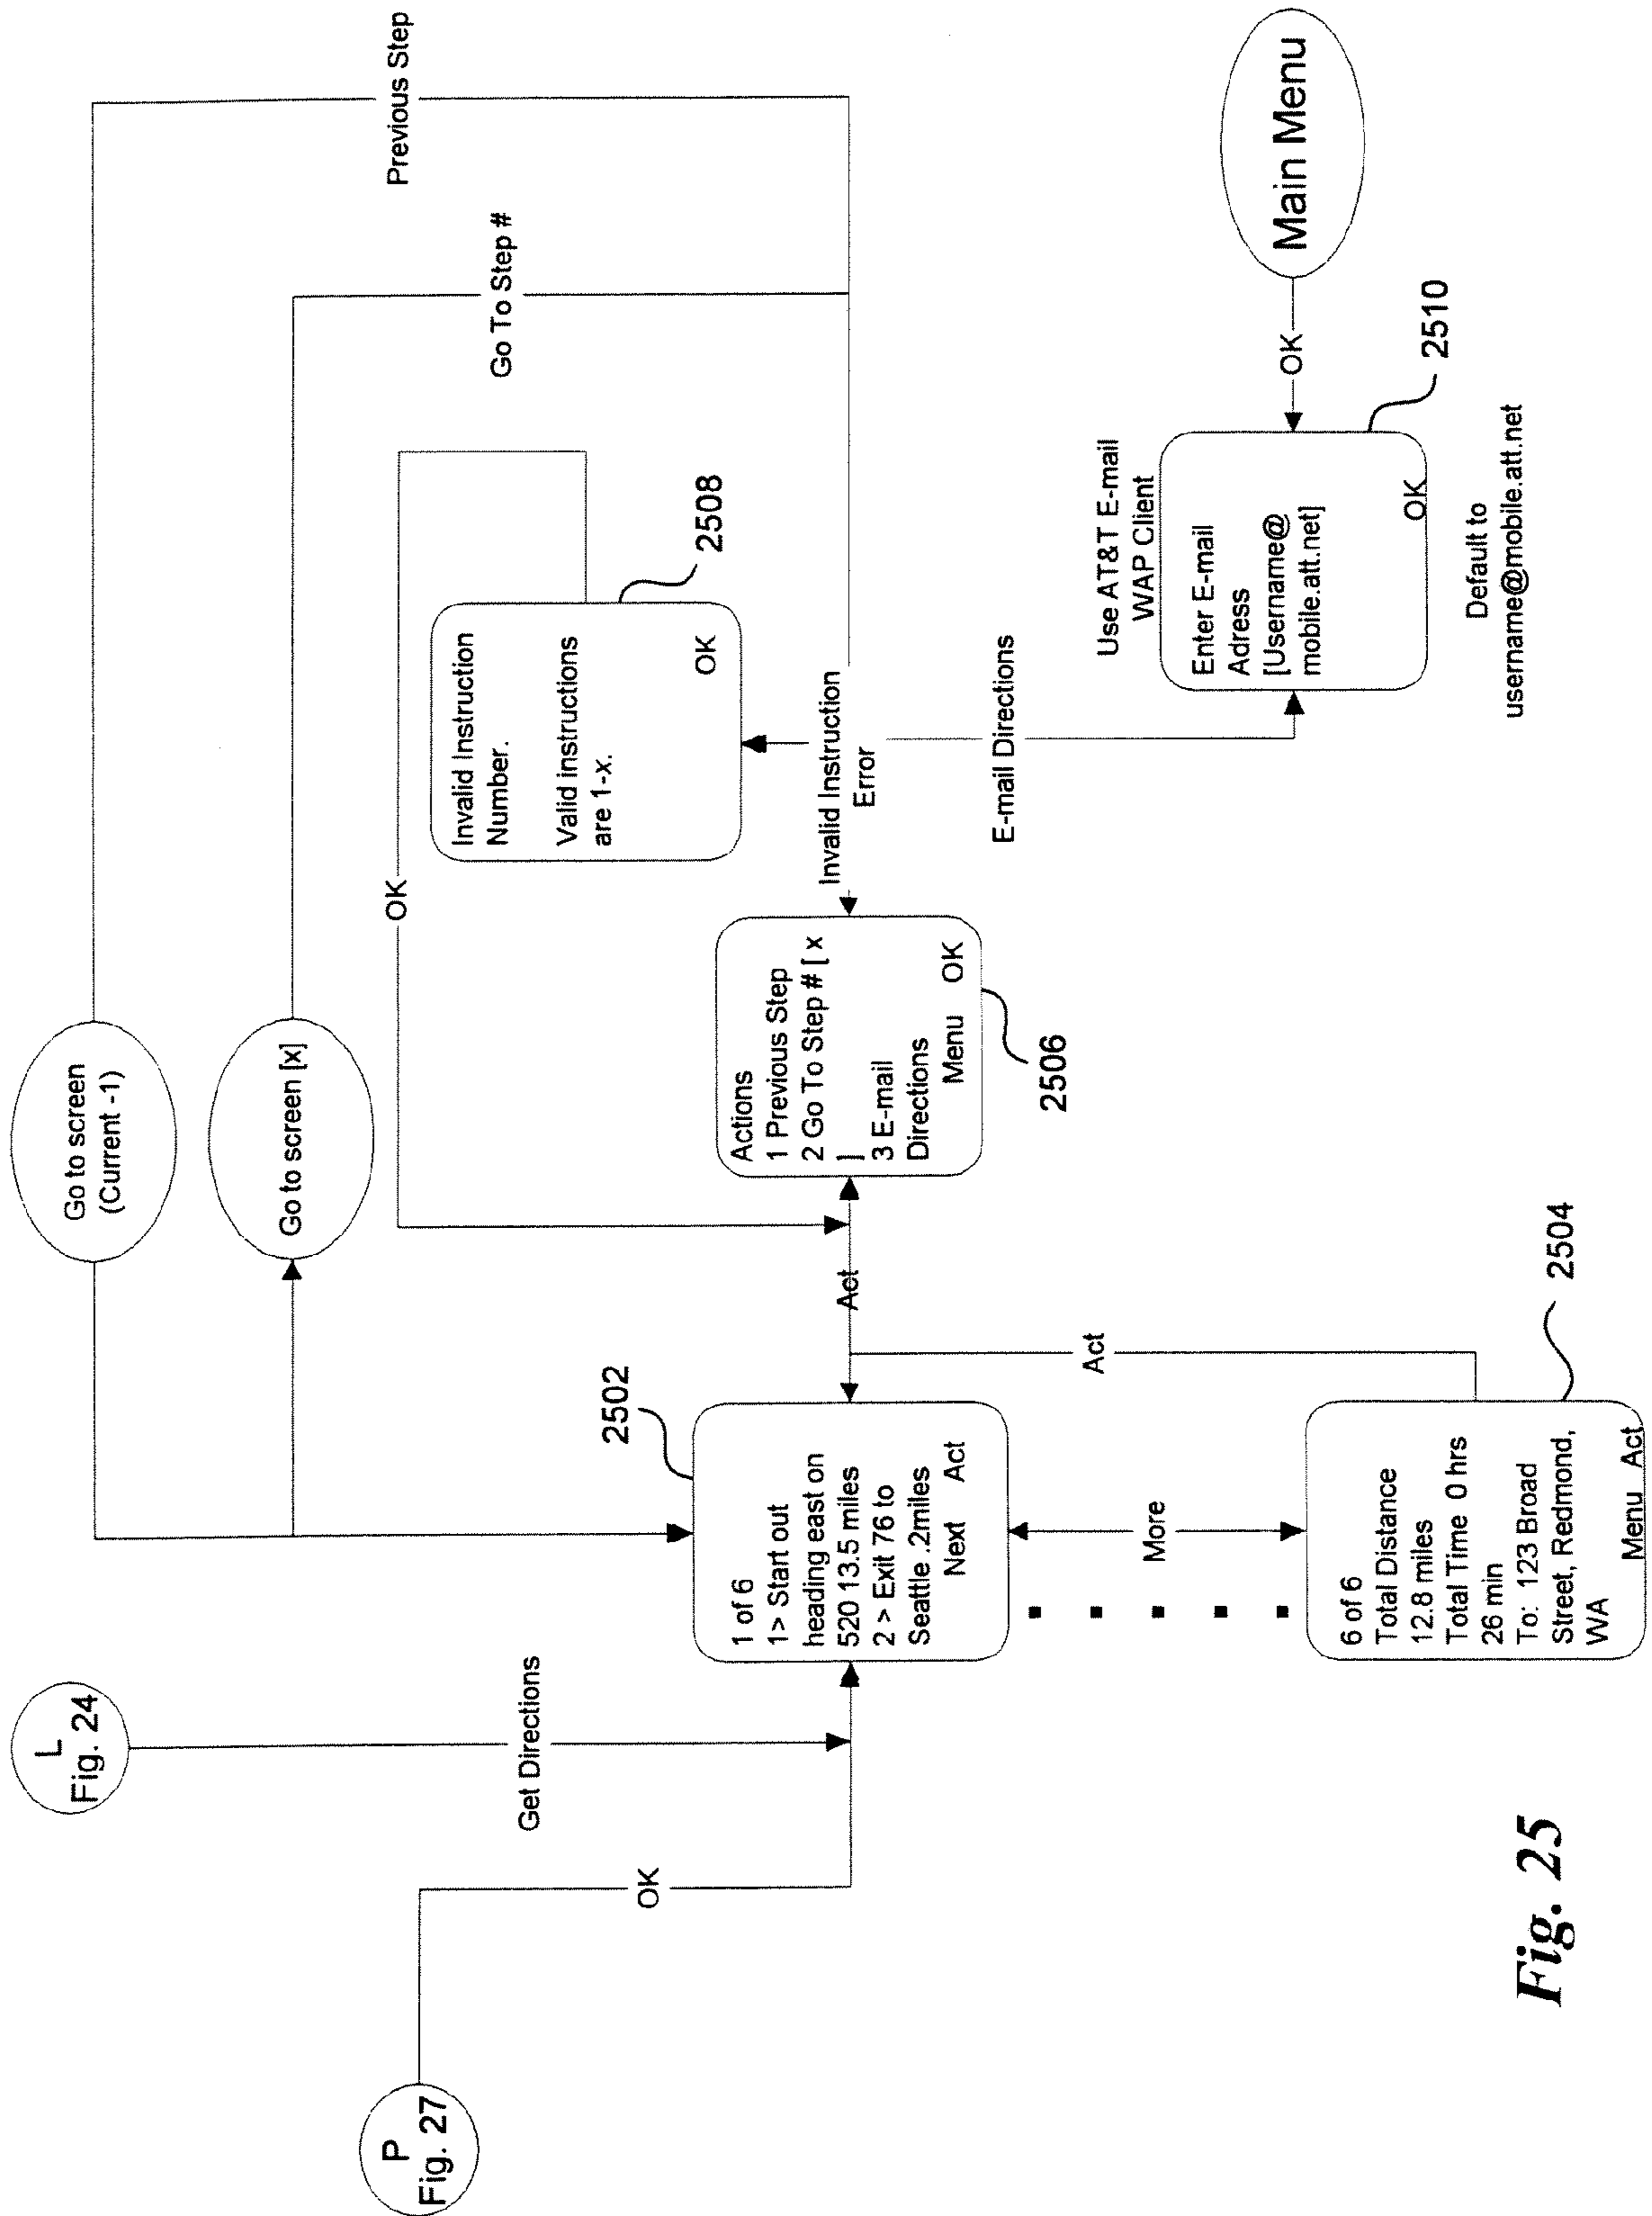 P
Fig. 27
OK
L
Fig. 24
Get Directions
Go to screen
(Current -1)
Go to screen [x]
Previous Step
Go To Step #
OK
2502
1 of 6
1> Start out
heading east on
520 13.5 miles
2 > Exit 76 to
Seattle .2miles
Next Act
Act
Act
More
6 of 6
Total Distance
12.8 miles
Total Time 0 hrs
26 min
To: 123 Broad
Street, Redmond,
WA
Menu Act
2504
Actions
1 Previous Step
2 Go To Step # [ x
]
3 E-mail
Directions
Menu OK
2506
Invalid Instruction
Number.
Valid instructions
are 1-x.
OK
2508
Invalid Instruction
Error
E-mail Directions
Use AT&T E-mail
WAP Client
Enter E-mail
Adress
[Username@
mobile.att.net]
OK
2510
Default to
username@mobile.att.net
OK
Main Menu
Fig. 25